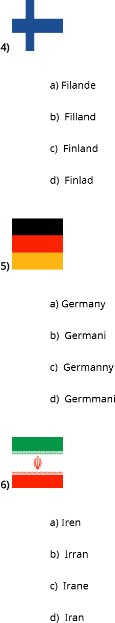 4)
a) Filande
b) Filland
c) Finland
d) Finlad
5)
a) Germany
b) Germani
c) Germanny
d) Germmani
6)
a) Iren
b) Irran
c) Irane
d) Iran